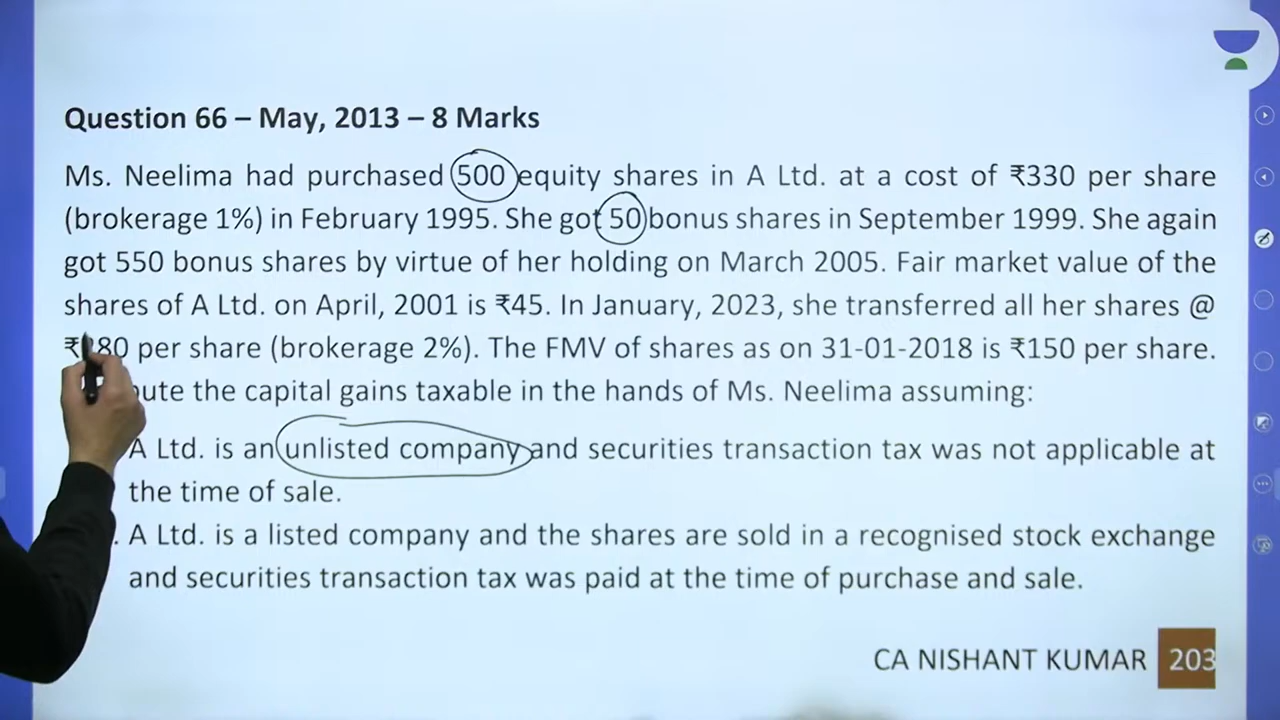 Question 66 – May, 2013 – 8 Marks
Ms. Neelima had purchased 500 equity shares in A Ltd. at a cost of ₹330 per share
(brokerage 1%) in February 1995. She got 50 bonus shares in September 1999. She again
got 550 bonus shares by virtue of her holding on March 2005. Fair market value of the
shares of A Ltd. on April, 2001 is ₹45. In January, 2023, she transferred all her shares @
per share (brokerage 2%). The FMV of shares as on 31-01-2018 is ₹150 per share.
the capital gains taxable in the hands of Ms. Neelima assuming:
A Ltd. is an unlisted company and securities transaction tax was not applicable at
the time of sale.
A Ltd. is a listed company and the shares are sold in a recognised stock exchange
and securities transaction tax was paid at the time of purchase and sale.
CA NISHANT KUMAR 203